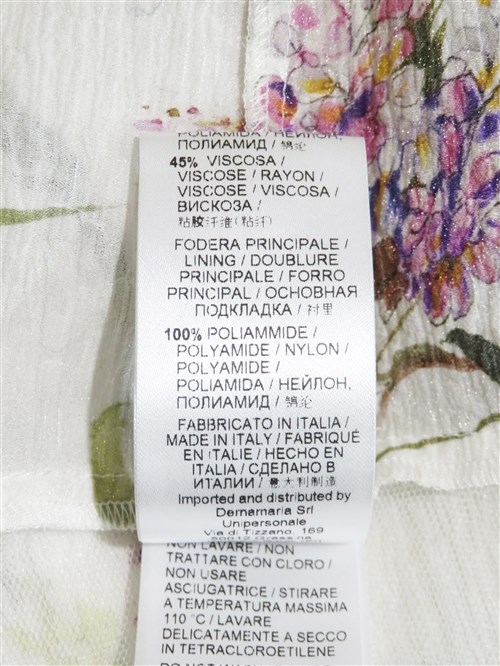 POLIAMIDA / НЕЙЛОН,
ПОЛИАМИД / 锦纶
45% VISCOSA /
VISCOSE / RAYON /
VISCOSE / VISCOSA /
ВИСКОЗА /
粘胶纤维(粘纤)
FODERA PRINCIPALE /
LINING / DOUBLURE
PRINCIPALE / FORRO
PRINCIPAL / ОСНОВНАЯ
ПОДКЛАДКА / 衬里
100% POLIAMMIDE /
POLYAMIDE / NYLON /
POLYAMIDE /
POLIAMIDA / НЕЙЛОН,
ПОЛИАМИД / 锦纶
FABBRICATO IN ITALIA /
MADE IN ITALY / FABRIQUÉ
EN ITALIE / HECHO EN
ITALIA / СДЕЛАНО В
ИТАЛИИ / 意大利制造
Imported and distributed by
Demamaria Srl
Unipersonale
Via di Tizzano, 169
NON LAVARE / NON
TRATTARE CON CLORO /
NON USARE
ASCIUGATRICE / STIRARE
A TEMPERATURA MASSIMA
110 °C / LAVARE
DELICATAMENTE A SECCO
IN TETRACLOROETILENE